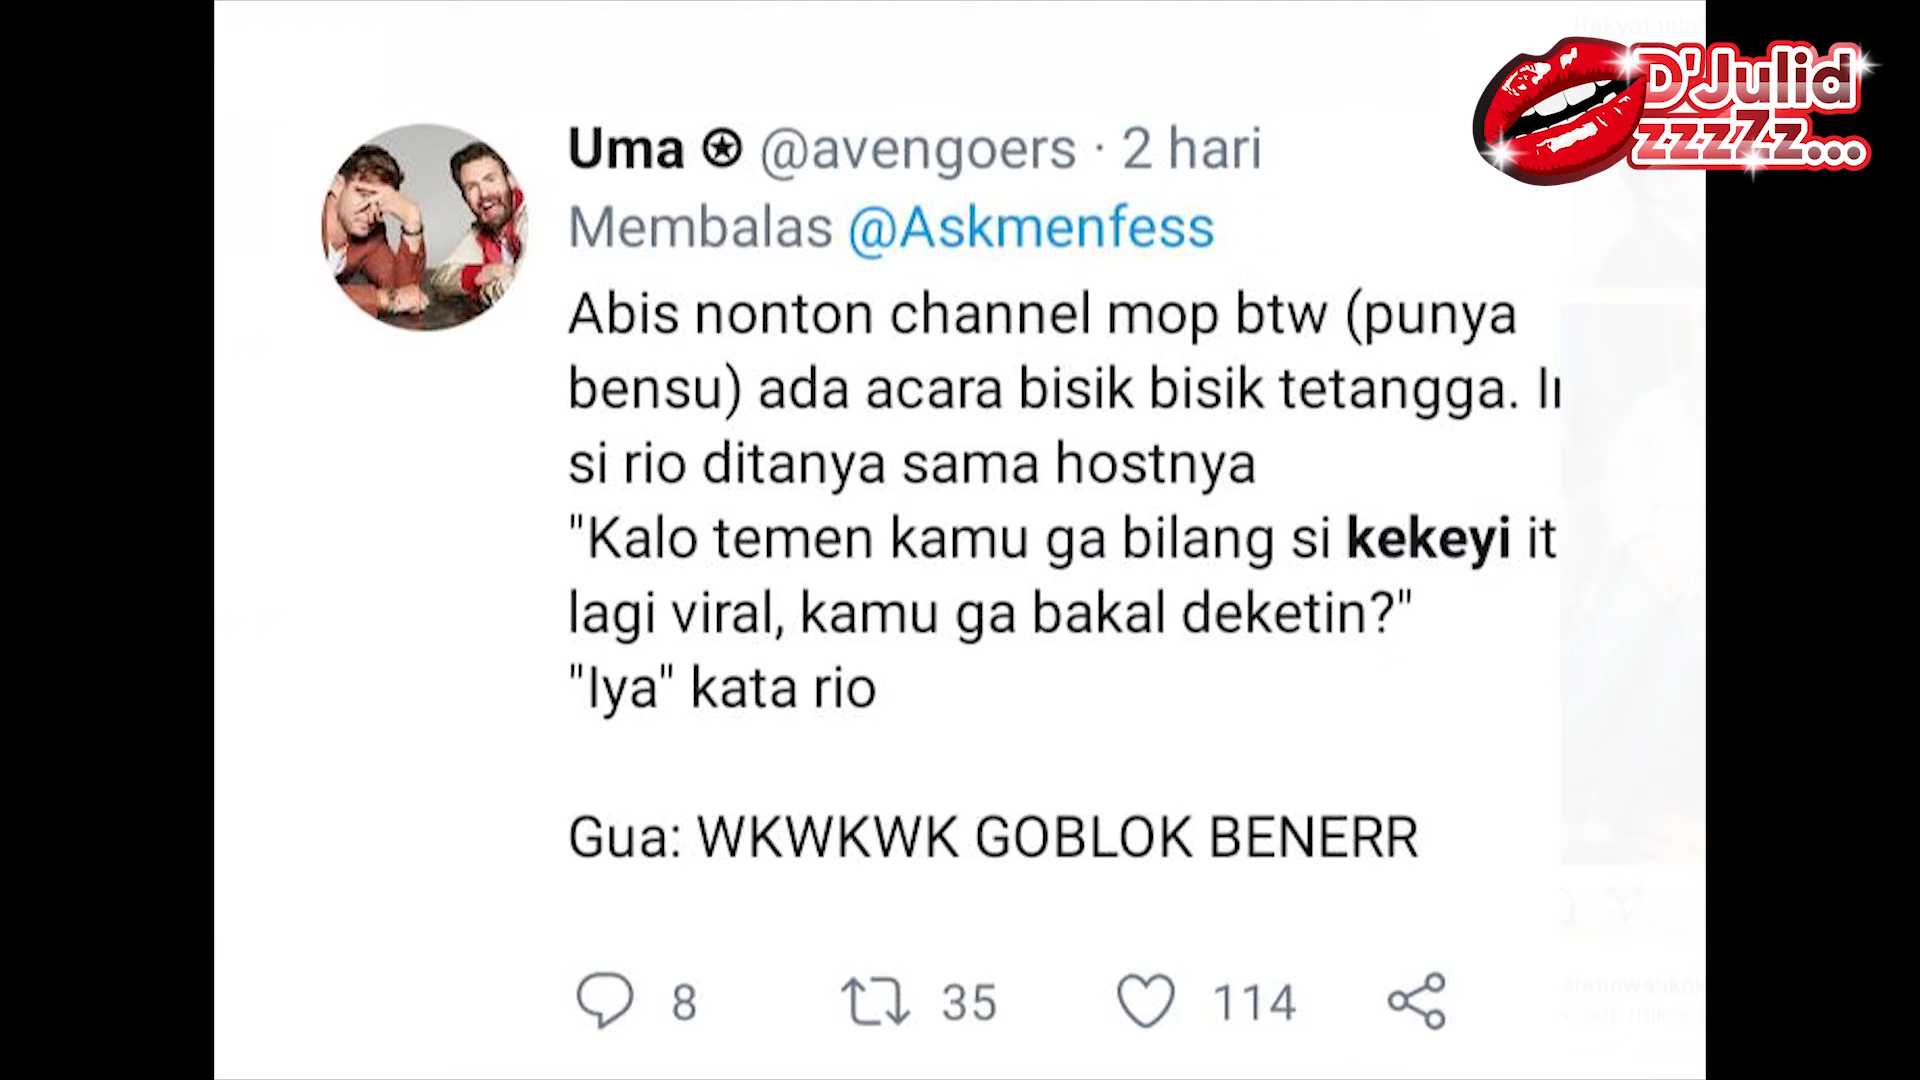 D'Julid
zzzzZz...
Uma ✪ @avengoers · 2 hari
Membalas @Askmenfess
Abis nonton channel mop btw (punya
bensu) ada acara bisik bisik tetangga.
si rio ditanya sama hostnya
"Kalo temen kamu ga bilang si kekeyi it
lagi viral, kamu ga bakal deketin?"
"Iya" kata rio
Gua: WKWKWK GOBLOK BENERR
8 35 114